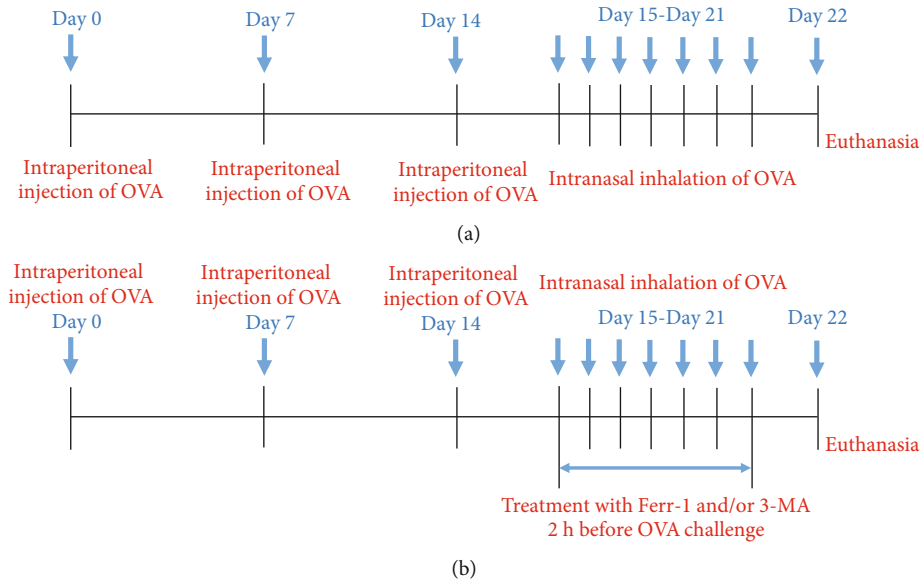 Day 0
Day 7
Day 14
Day 15-Day 21
Day 22
Euthanasia
Intraperitoneal
injection of OVA
Intraperitoneal
injection of OVA
Intraperitoneal
injection of OVA
Intranasal inhalation of OVA
(a)
Intraperitoneal
injection of OVA
Day 0
Intraperitoneal
injection of OVA
Day 7
Intraperitoneal
injection of OVA
Day 14
Intranasal inhalation of OVA
Day 15-Day 21
Day 22
Euthanasia
Treatment with Ferr-1 and/or 3-MA
2 h before OVA challenge
(b)